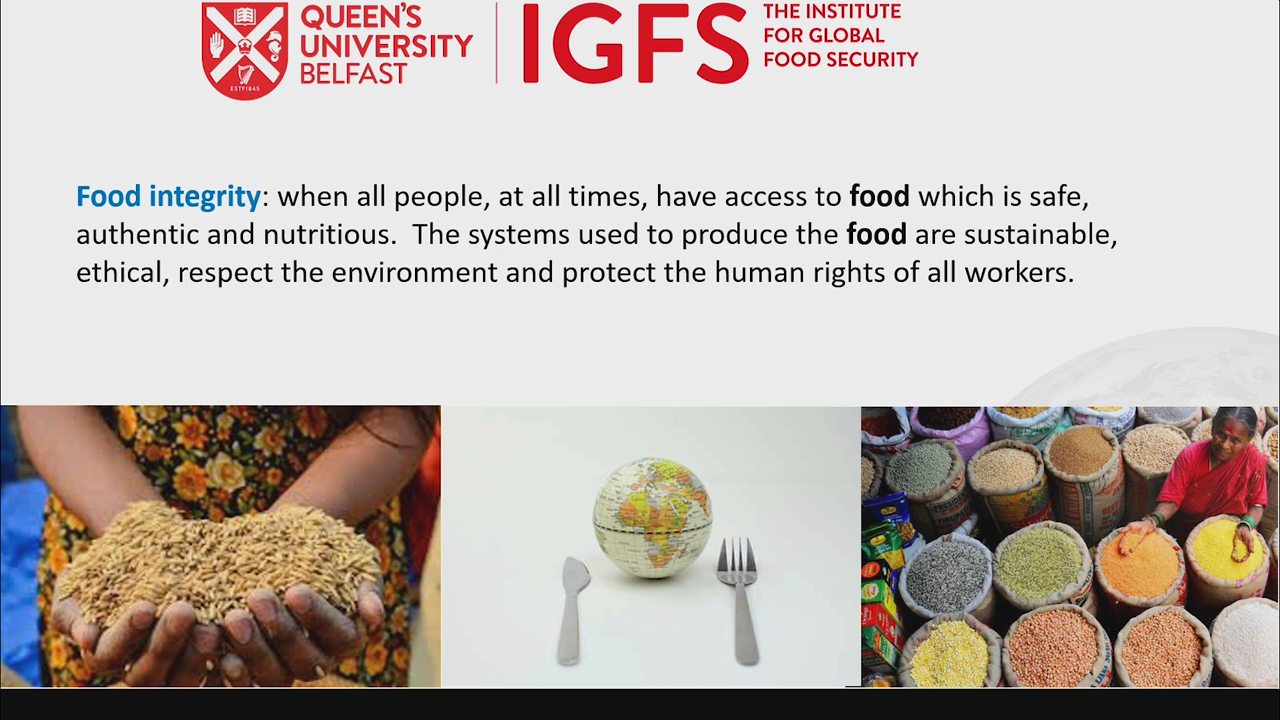 QUEEN'S
UNIVERSITY
BELFAST
ESTD1845
IGFS
THE INSTITUTE
FOR GLOBAL
FOOD SECURITY
Food integrity: when all people, at all times, have access to food which is safe,
authentic and nutritious.  The systems used to produce the food are sustainable,
ethical, respect the environment and protect the human rights of all workers.